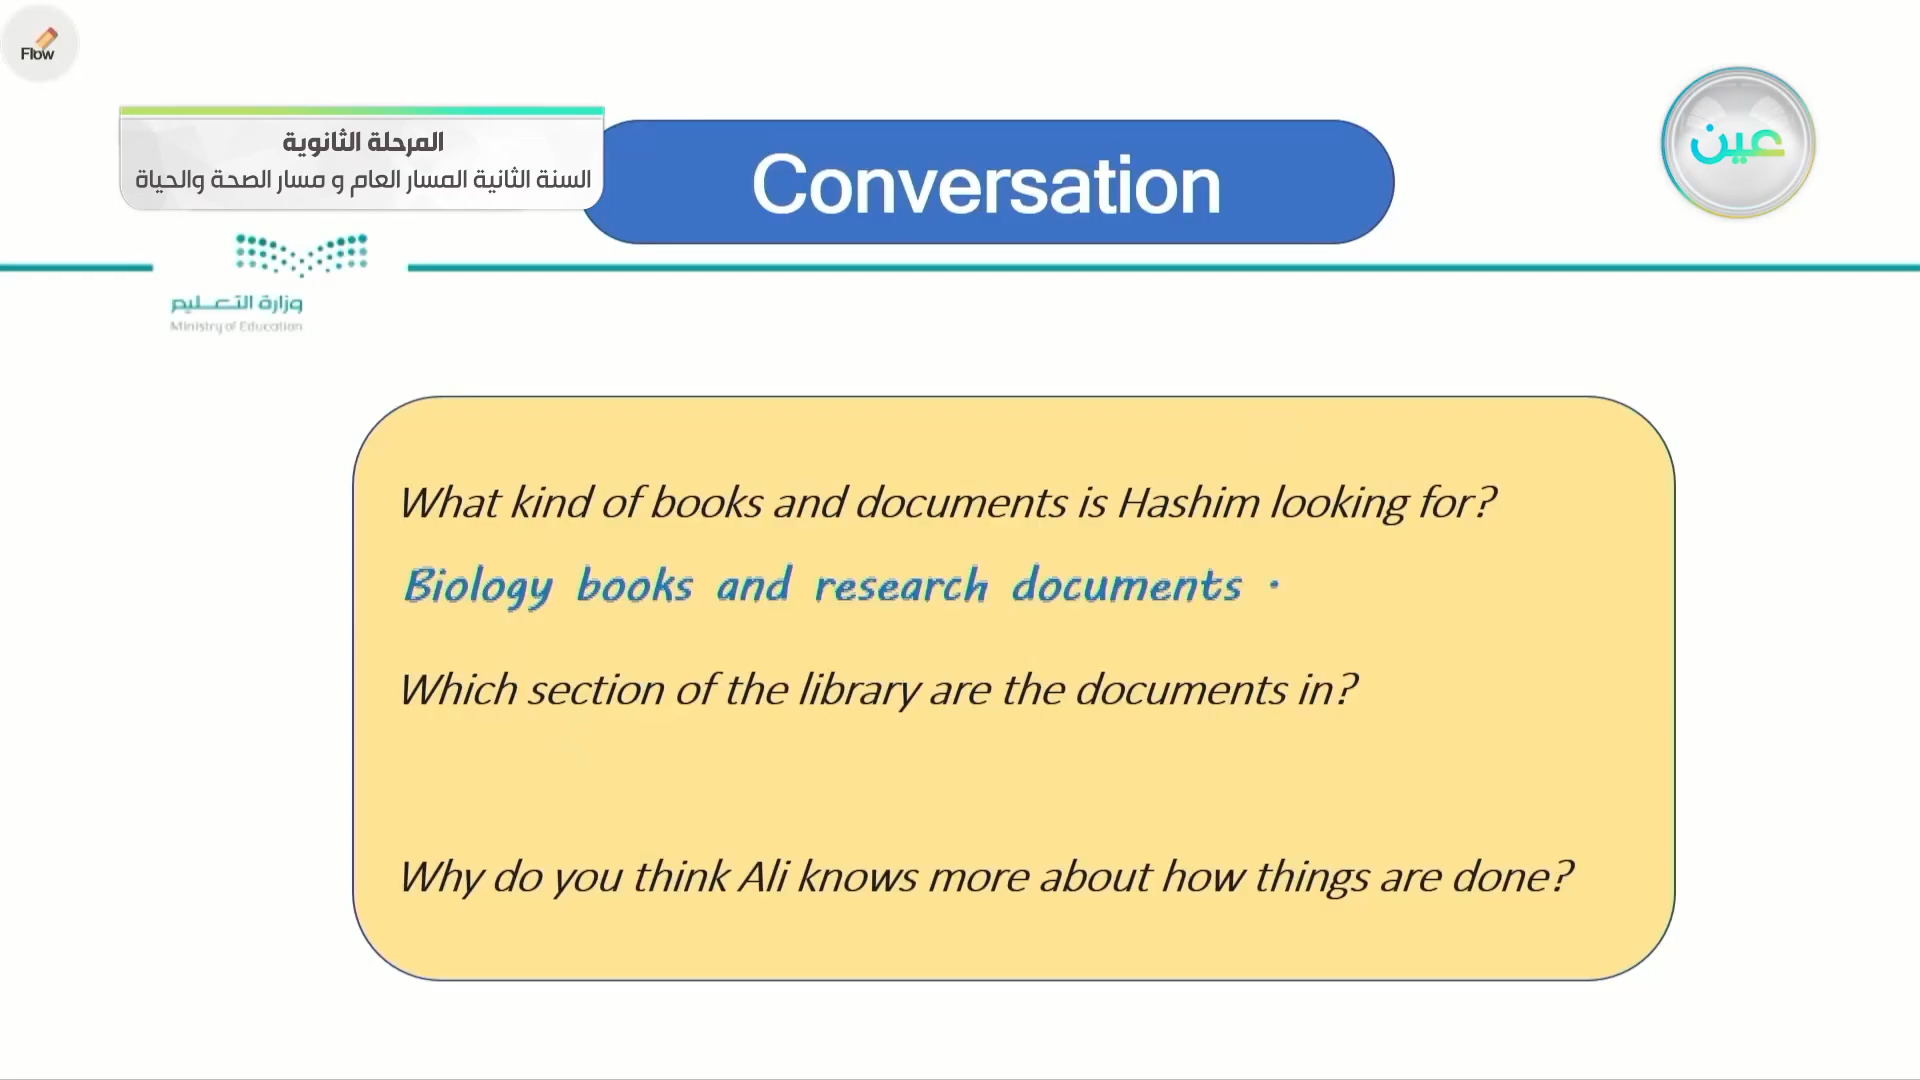 Flow
المرحلة الثانوية
السنة الثانية المسار العام و مسار الصحة والحياة
Conversation
عين
وزارة التعليم
Ministry of Education
What kind of books and documents is Hashim looking for?
Biology books and research documents .
Which section of the library are the documents in?
Why do you think Ali knows more about how things are done?